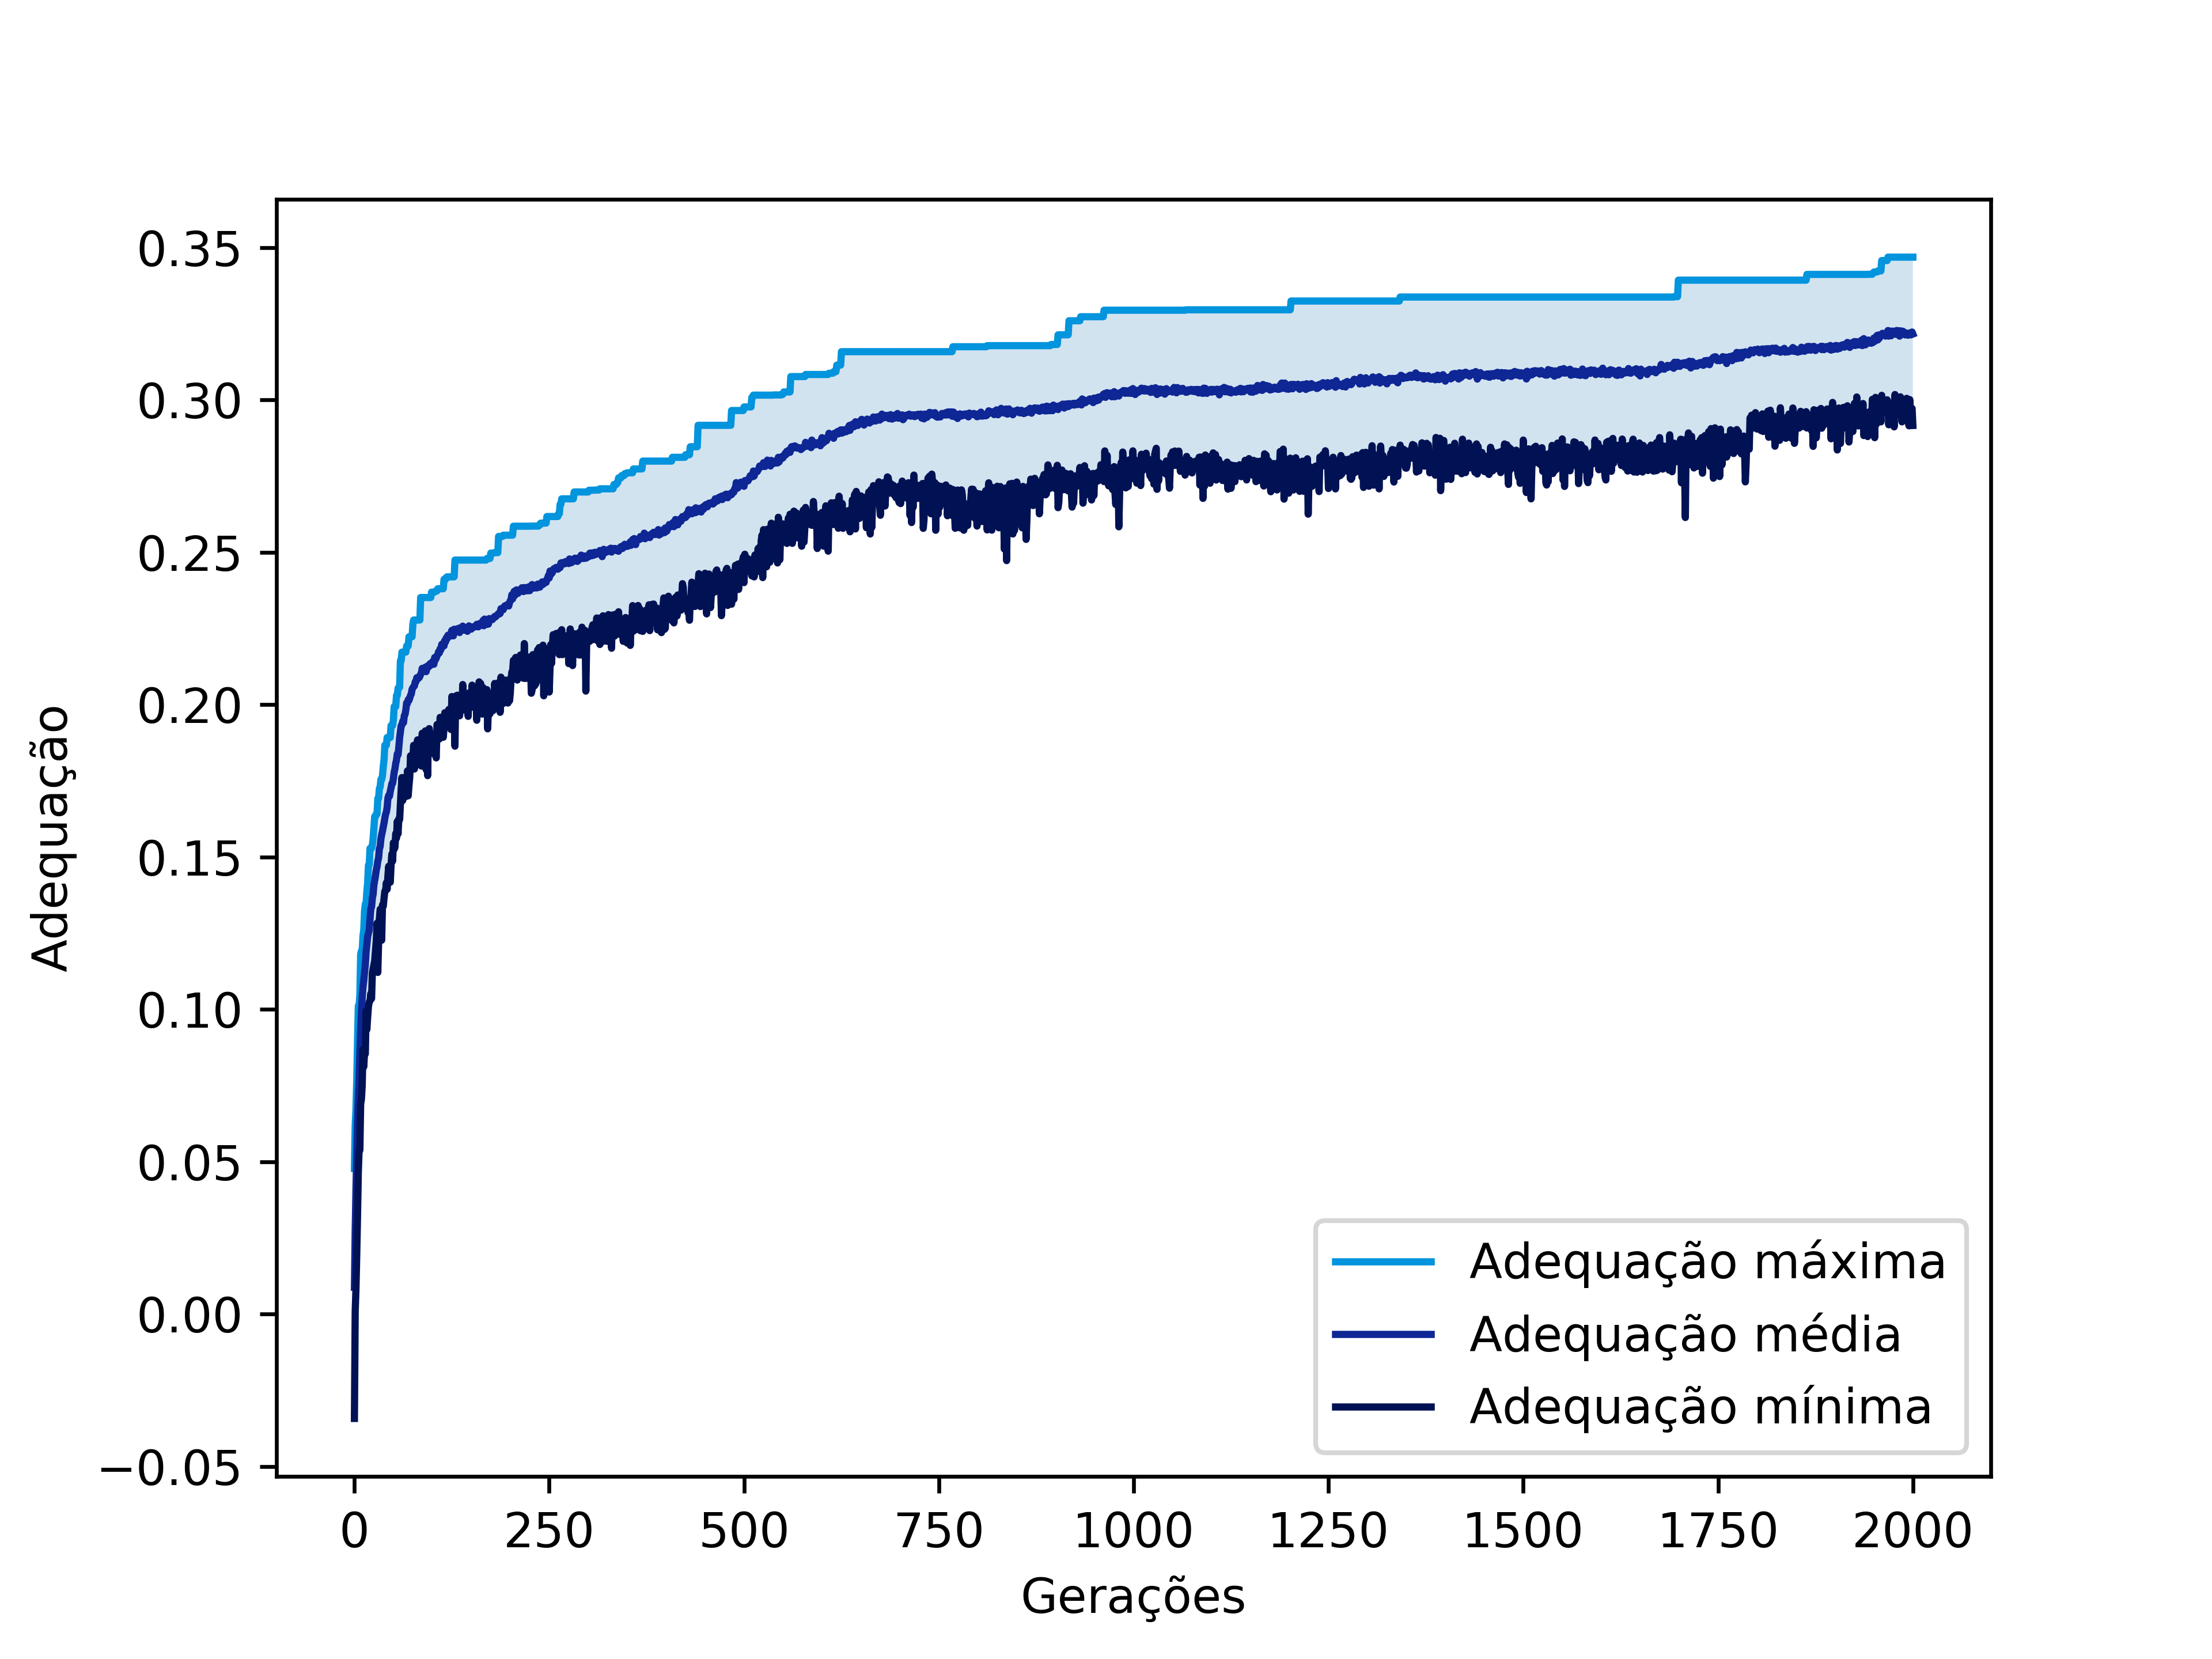 0.35
0.30
0.25
0.20
0.15
0.10
0.05
0.00
−0.05
Adequação
0 250 500 750 1000 1250 1500 1750 2000
Gerações
Adequação máxima
Adequação média
Adequação mínima